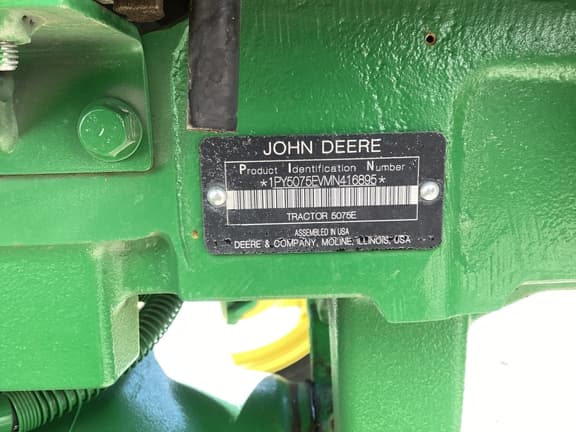 JOHN DEERE
Product Identification Number
*1PY5075EVMN416895*
TRACTOR 5075E
ASSEMBLED IN USA
DEERE & COMPANY, MOLINE, ILLINOIS, USA